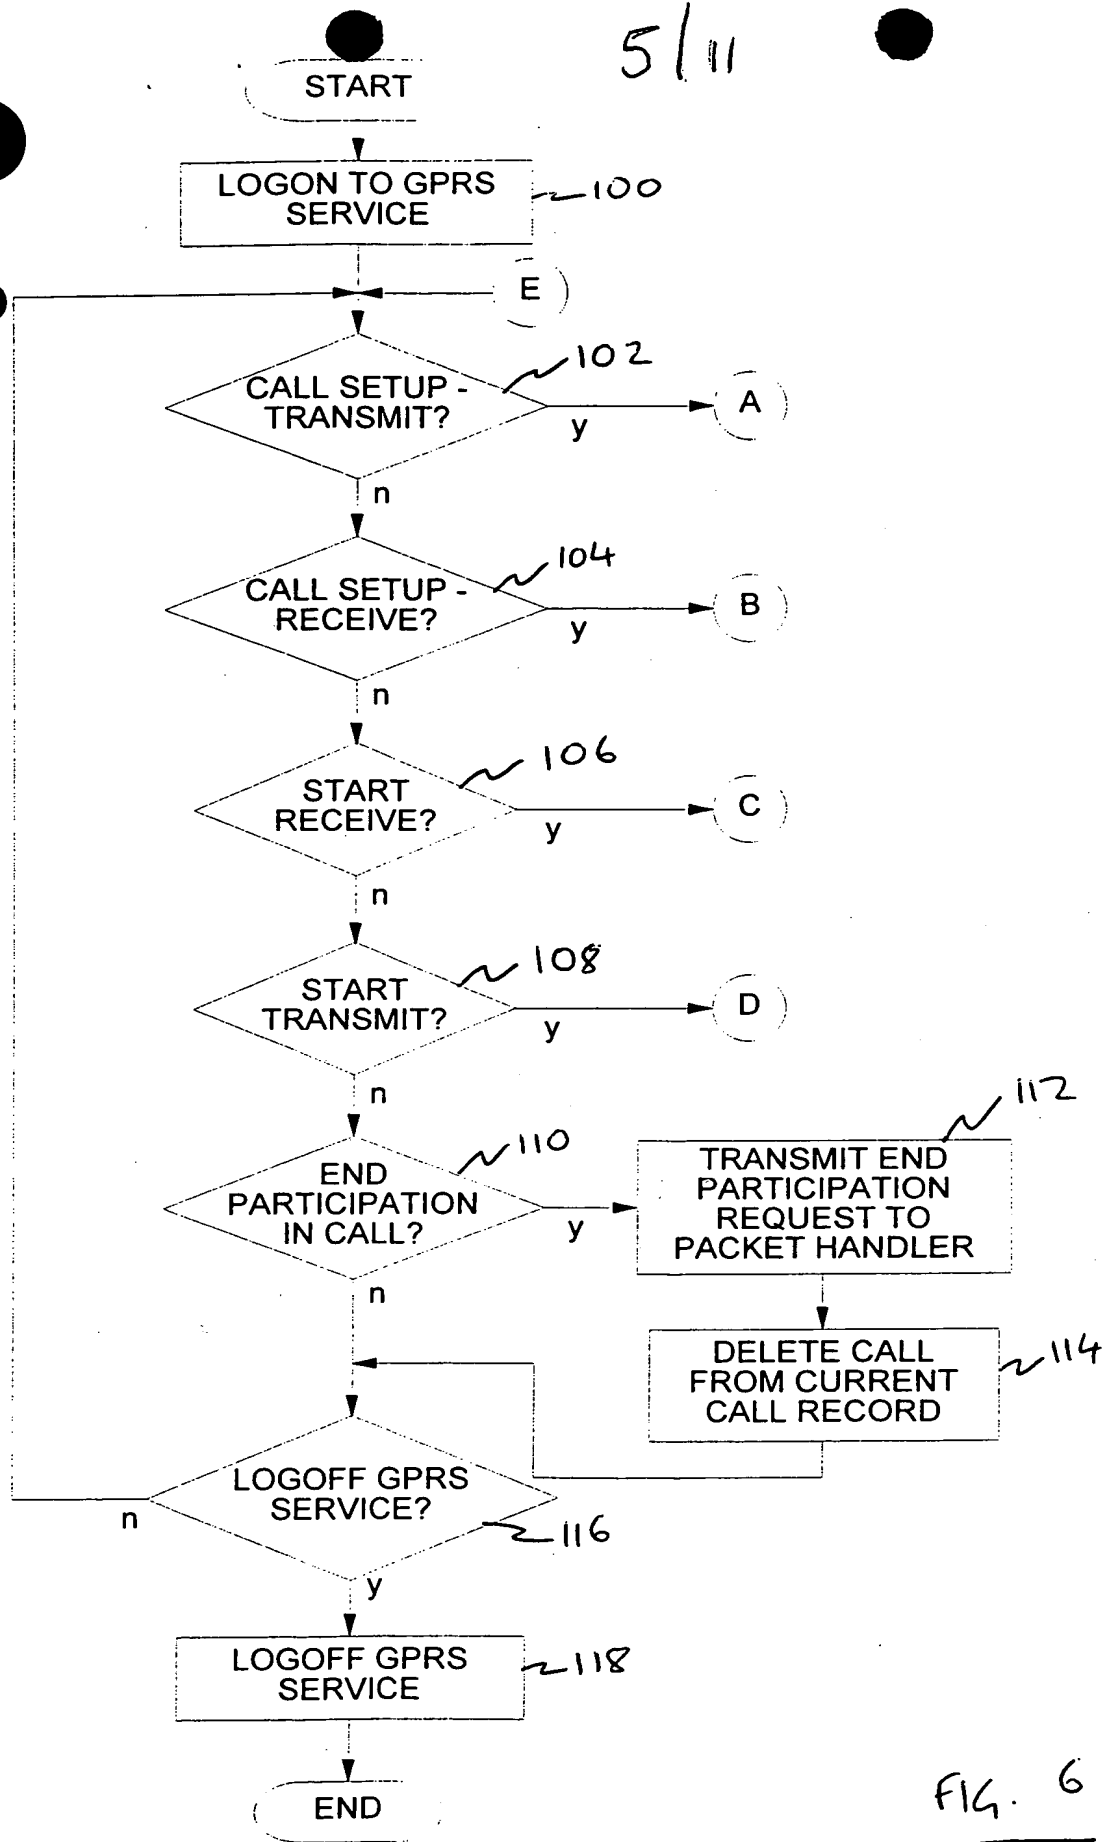 5/11
START
LOGON TO GPRS
SERVICE
100
E
102
CALL SETUP -
TRANSMIT?
y
A
n
104
CALL SETUP -
RECEIVE?
y
B
n
106
START
RECEIVE?
y
C
n
108
START
TRANSMIT?
y
D
n
110
END
PARTICIPATION
IN CALL?
y
n
112
TRANSMIT END
PARTICIPATION
REQUEST TO
PACKET HANDLER
DELETE CALL
FROM CURRENT
CALL RECORD
114
LOGOFF GPRS
SERVICE?
n
116
y
LOGOFF GPRS
SERVICE
118
END
FIG. 6